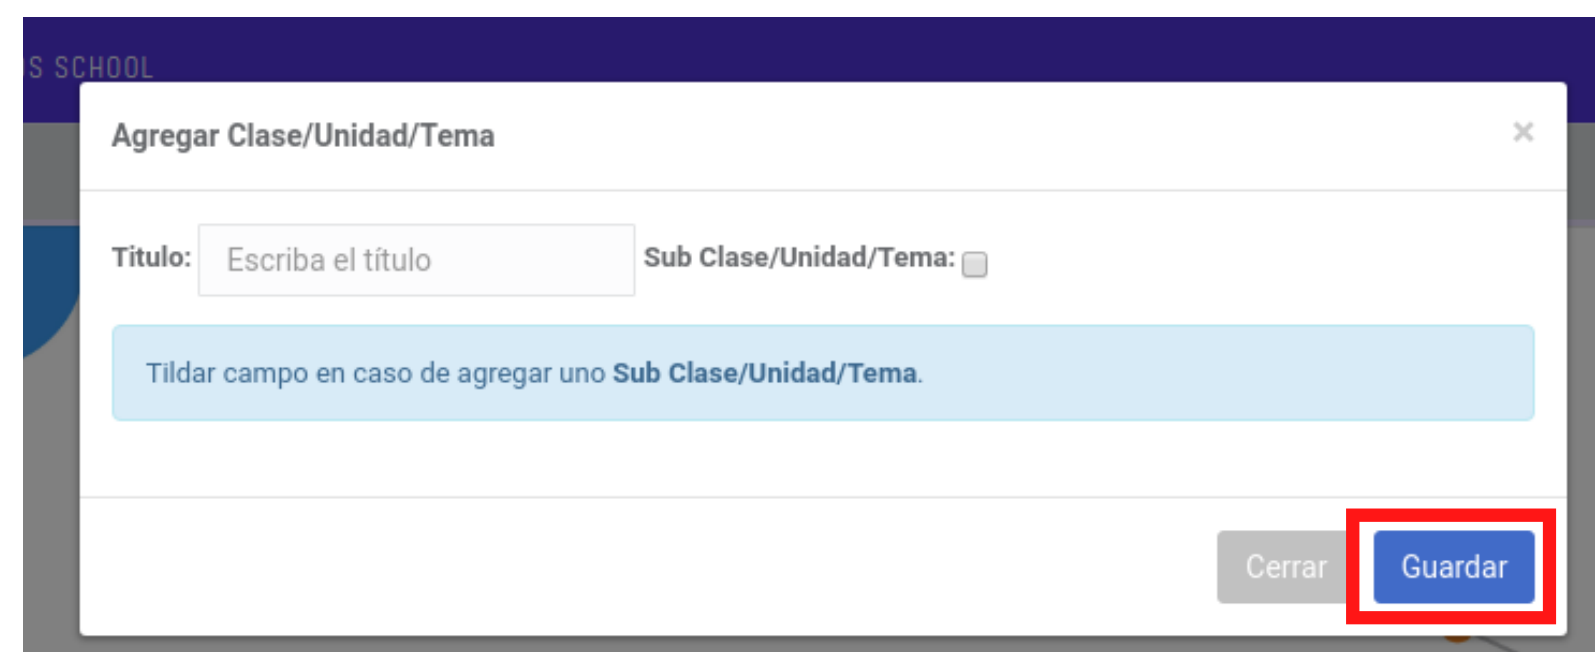 SCHOOL
Agregar Clase/Unidad/Tema ×
Titulo: Escriba el título Sub Clase/Unidad/Tema:
Tildar campo en caso de agregar uno Sub Clase/Unidad/Tema.
Cerrar Guardar